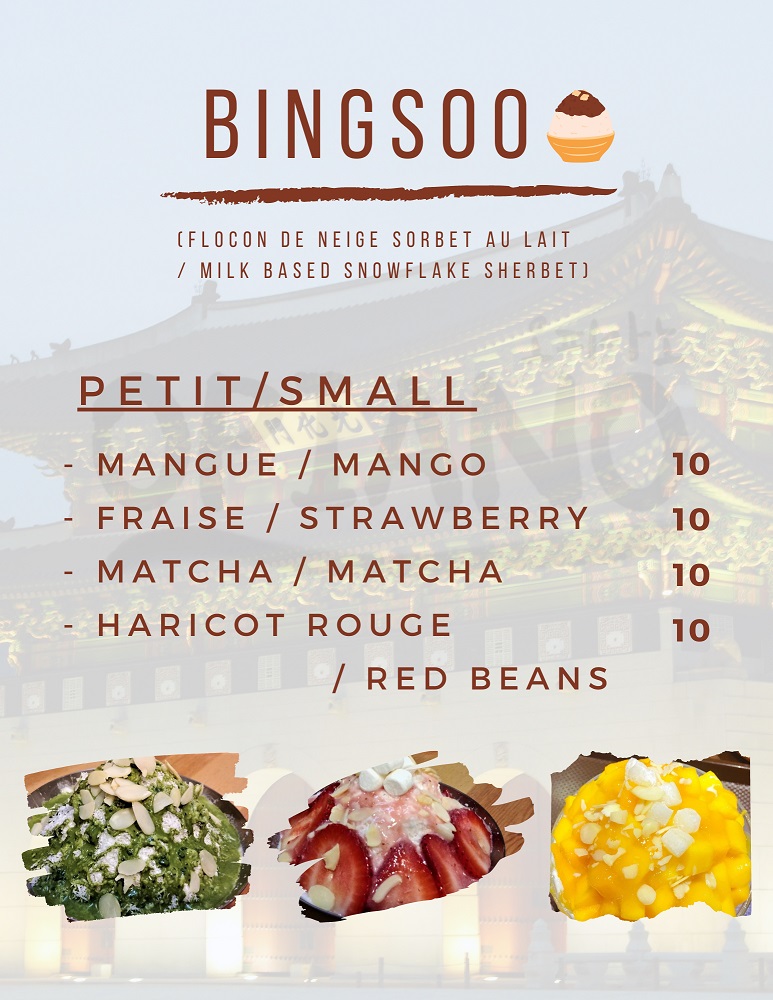 BINGSOO
(FLOCON DE NEIGE SORBET AU LAIT
/ MILK BASED SNOWFLAKE SHERBET)
PETIT/SMALL
- MANGUE / MANGO 10
- FRAISE / STRAWBERRY 10
- MATCHA / MATCHA 10
- HARICOT ROUGE 10
/ RED BEANS